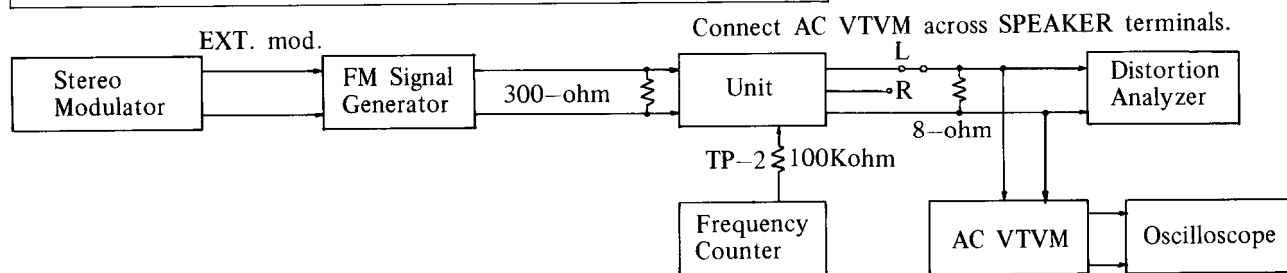 Connect AC VTVM across SPEAKER terminals.
EXT. mod.
Stereo
Modulator
FM Signal
Generator
300-ohm
Unit
L
R
8-ohm
Distortion
Analyzer
TP-2
100Kohm
Frequency
Counter
AC VTVM
Oscilloscope